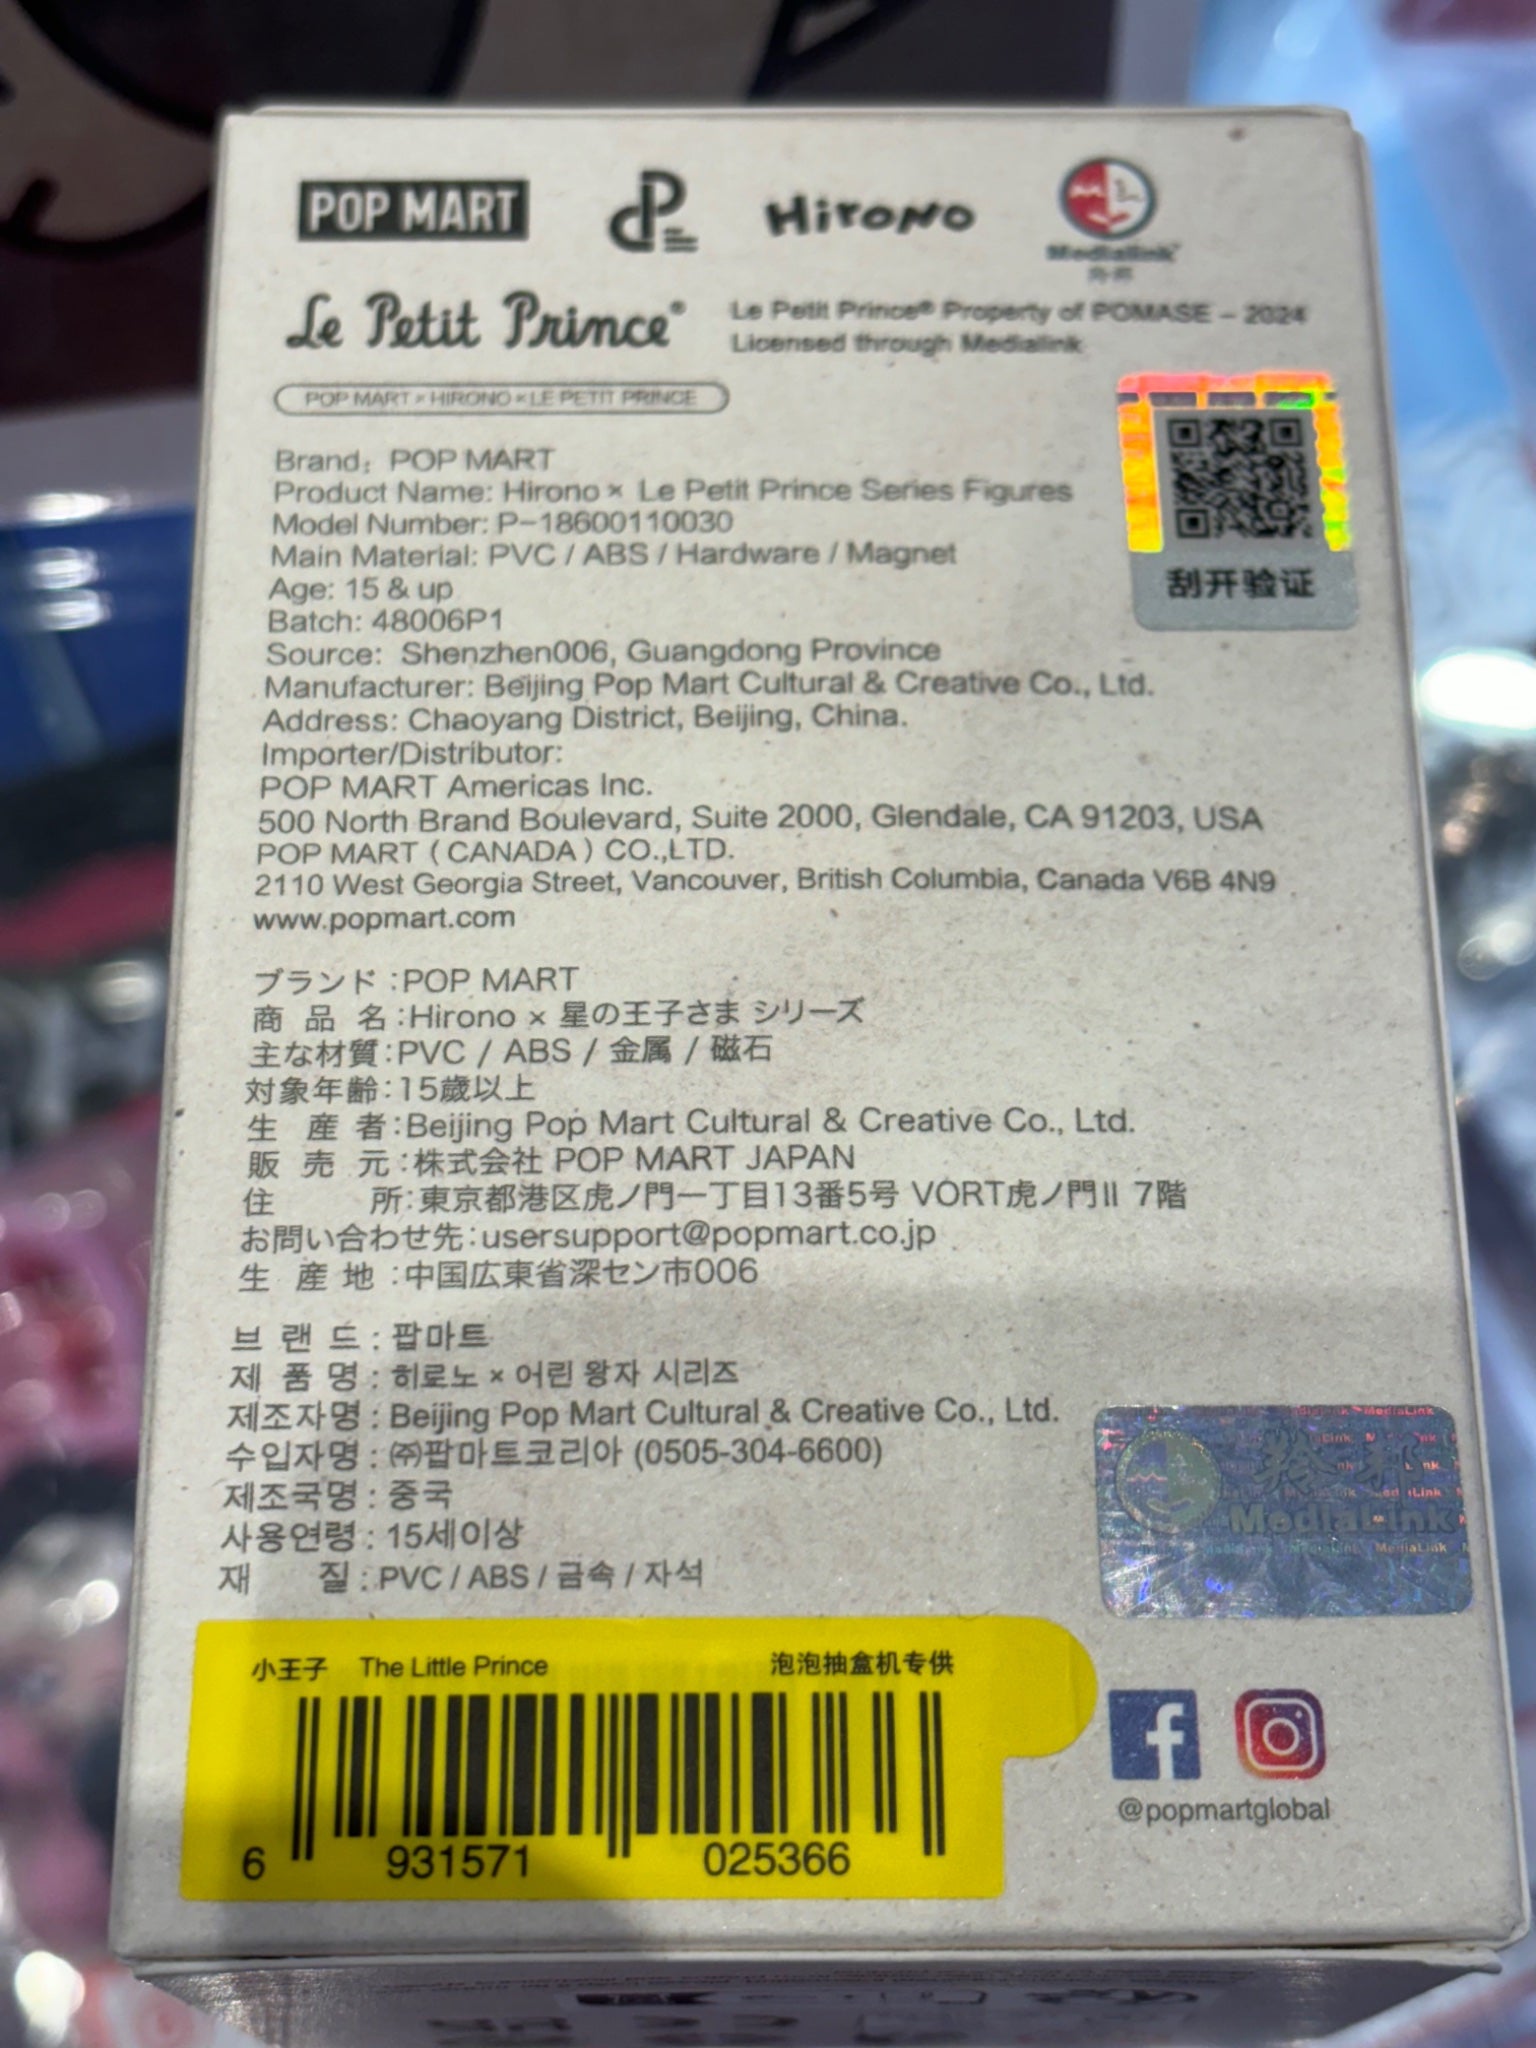 POP MART
Hirono
Medialink
Le Petit Prince®
Le Petit Prince® Property of POMASE – 2024
Licensed through Medialink
POP MART × HIRONO × LE PETIT PRINCE
刮开验证
Brand: POP MART
Product Name: Hirono × Le Petit Prince Series Figures
Model Number: P-18600110030
Main Material: PVC / ABS / Hardware / Magnet
Age: 15 & up
Batch: 48006P1
Source: Shenzhen006, Guangdong Province
Manufacturer: Beijing Pop Mart Cultural & Creative Co., Ltd.
Address: Chaoyang District, Beijing, China.
Importer/Distributor:
POP MART Americas Inc.
500 North Brand Boulevard, Suite 2000, Glendale, CA 91203, USA
POP MART ( CANADA ) CO.,LTD.
2110 West Georgia Street, Vancouver, British Columbia, Canada V6B 4N9
www.popmart.com
ブランド:POP MART
商品名:Hirono × 星の王子さま シリーズ
主な材質:PVC / ABS / 金属 / 磁石
対象年齢:15歳以上
生産者:Beijing Pop Mart Cultural & Creative Co., Ltd.
販売元:株式会社 POP MART JAPAN
住所:東京都港区虎ノ門一丁目13番5号 VORT虎ノ門II 7階
お問い合わせ先:usersupport@popmart.co.jp
生産地:中国広東省深セン市006
브랜드 : 팝마트
제품명 : 히로노 × 어린 왕자 시리즈
제조자명 : Beijing Pop Mart Cultural & Creative Co., Ltd.
수입자명 : ㈜팝마트코리아 (0505-304-6600)
제조국명 : 중국
사용연령 : 15세이상
재질 : PVC / ABS / 금속 / 자석
MediaLink
小王子 The Little Prince 泡泡抽盒机专供
6 931571 025366
@popmartglobal